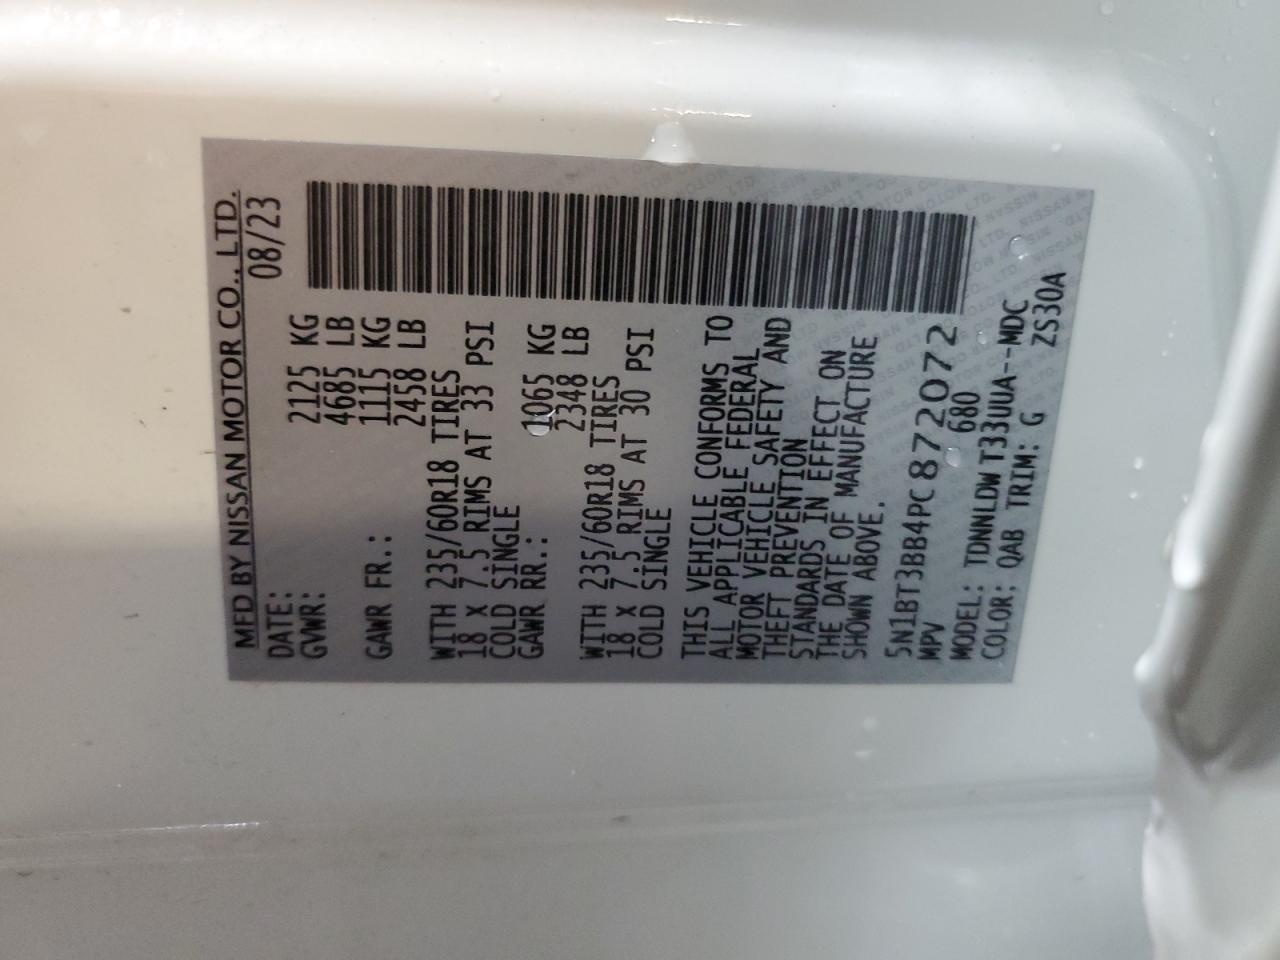 MFD BY NISSAN MOTOR CO., LTD.
DATE: 08/23
GVWR: 2125 KG
4685 LB
GAWR FR.: 1115 KG
2458 LB
WITH 235/60R18 TIRES
18 X 7.5 RIMS AT 33 PSI
COLD SINGLE
GAWR RR.: 1065 KG
2348 LB
WITH 235/60R18 TIRES
18 X 7.5 RIMS AT 30 PSI
COLD SINGLE
THIS VEHICLE CONFORMS TO
ALL APPLICABLE FEDERAL
MOTOR VEHICLE SAFETY AND
THEFT PREVENTION
STANDARDS IN EFFECT ON
THE DATE OF MANUFACTURE
SHOWN ABOVE.
5N1BT3BB4PC872072
MPV 680
MODEL: TDNNLDW T33UUA--MDC
COLOR: QAB TRIM: G ZS30A